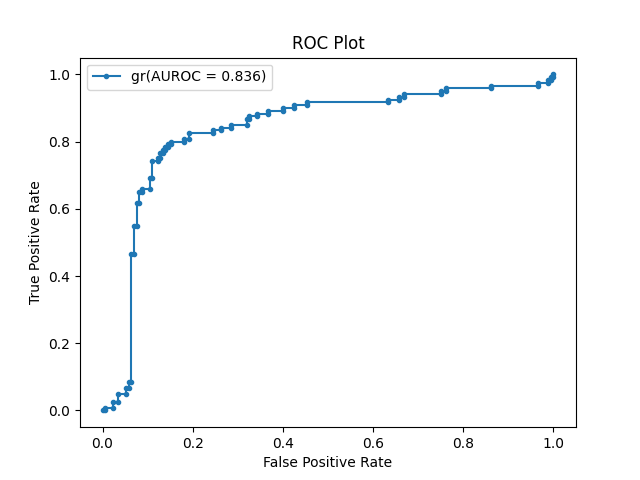 ROC Plot
gr(AUROC = 0.836)
True Positive Rate
1.0
0.8
0.6
0.4
0.2
0.0
0.0 0.2 0.4 0.6 0.8 1.0
False Positive Rate